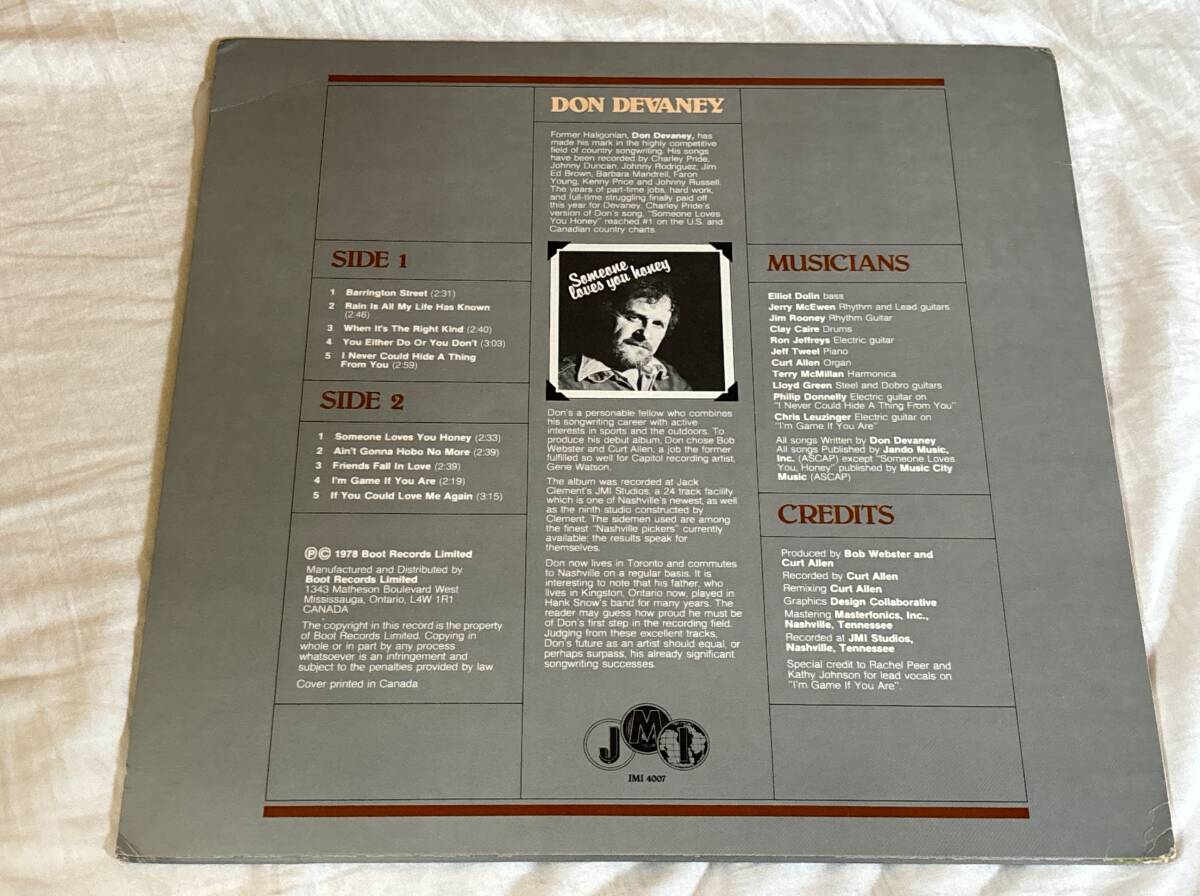 DON DEVANEY
Former Haligonian, Don Devaney, has
made his mark in the highly competitive
field of country songwriting. His songs
have been recorded by Charley Pride,
Johnny Duncan, Johnny Rodriguez, Jim
Ed Brown, Barbara Mandrell, Faron
Young, Kenny Price and Johnny Russell.
The years of part-time jobs, hard work,
and full-time struggling finally paid off
this year for Devaney. Charley Pride's
version of Don's song, "Someone Loves
You Honey" reached #1 on the U.S. and
Canadian country charts.
SIDE 1
1 Barrington Street (2:31)
2 Rain Is All My Life Has Known
(2:46)
3 When It's The Right Kind (2:40)
4 You Either Do Or You Don't (3:03)
5 I Never Could Hide A Thing
From You (2:59)
SIDE 2
1 Someone Loves You Honey (2:33)
2 Ain't Gonna Hobo No More (2:39)
3 Friends Fall In Love (2:39)
4 I'm Game If You Are (2:19)
5 If You Could Love Me Again (3:15)
Ⓟ© 1978 Boot Records Limited
Manufactured and Distributed by
Boot Records Limited
1343 Matheson Boulevard West
Mississauga, Ontario, L4W 1R1
CANADA
The copyright in this record is the property
of Boot Records Limited. Copying in
whole or in part by any process
whatsoever is an infringement and
subject to the penalties provided by law.
Cover printed in Canada
Someone
loves you honey
Don's a personable fellow who combines
his songwriting career with active
interests in sports and the outdoors. To
produce his debut album, Don chose Bob
Webster and Curt Allen, a job the former
fulfilled so well for Capitol recording artist,
Gene Watson.
The album was recorded at Jack
Clement's JMI Studios, a 24 track facility
which is one of Nashville's newest, as well
as the ninth studio constructed by
Clement. The sidemen used are among
the finest "Nashville pickers" currently
available; the results speak for
themselves.
Don now lives in Toronto and commutes
to Nashville on a regular basis. It is
interesting to note that his father, who
lives in Kingston, Ontario now, played in
Hank Snow's band for many years. The
reader may guess how proud he must be
of Don's first step in the recording field.
Judging from these excellent tracks,
Don's future as an artist should equal, or
perhaps surpass, his already significant
songwriting successes.
JMI
JMI 4007
MUSICIANS
Elliot Dolin bass
Jerry McEwen Rhythm and Lead guitars
Jim Rooney Rhythm Guitar
Clay Caire Drums
Ron Jeffreys Electric guitar
Jeff Tweel Piano
Curt Allen Organ
Terry McMillan Harmonica
Lloyd Green Steel and Dobro guitars
Philip Donnelly Electric guitar on
"I Never Could Hide A Thing From You"
Chris Leuzinger Electric guitar on
"I'm Game If You Are"
All songs Written by Don Devaney
All songs Published by Jando Music,
Inc. (ASCAP) except "Someone Loves
You, Honey" published by Music City
Music (ASCAP)
CREDITS
Produced by Bob Webster and
Curt Allen
Recorded by Curt Allen
Remixing Curt Allen
Graphics Design Collaborative
Mastering Masterfonics, Inc.,
Nashville, Tennessee
Recorded at JMI Studios,
Nashville, Tennessee
Special credit to Rachel Peer and
Kathy Johnson for lead vocals on
"I'm Game If You Are".